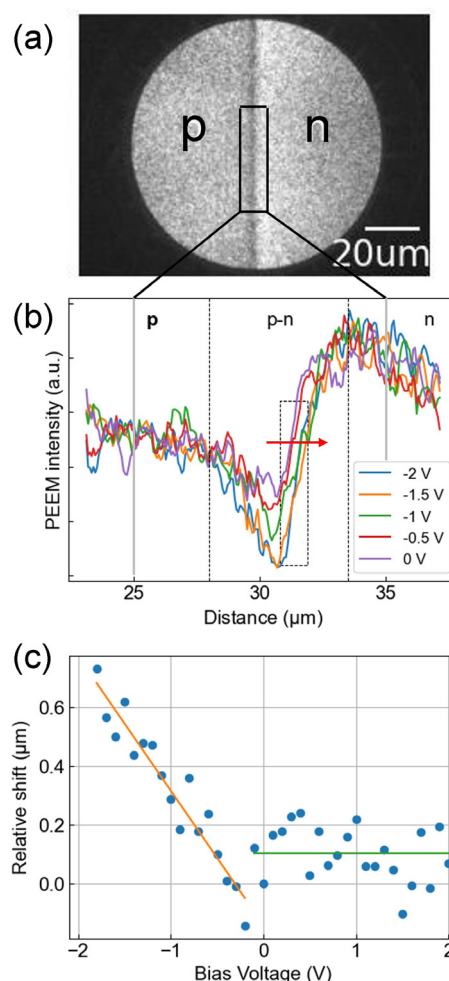 (a)
p n
20um
(b)
p p-n n
PEEM intensity (a.u.)
-2 V
-1.5 V
-1 V
-0.5 V
0 V
25 30 35
Distance (μm)
(c)
Relative shift (μm)
0.6
0.4
0.2
0.0
−2 −1 0 1 2
Bias Voltage (V)